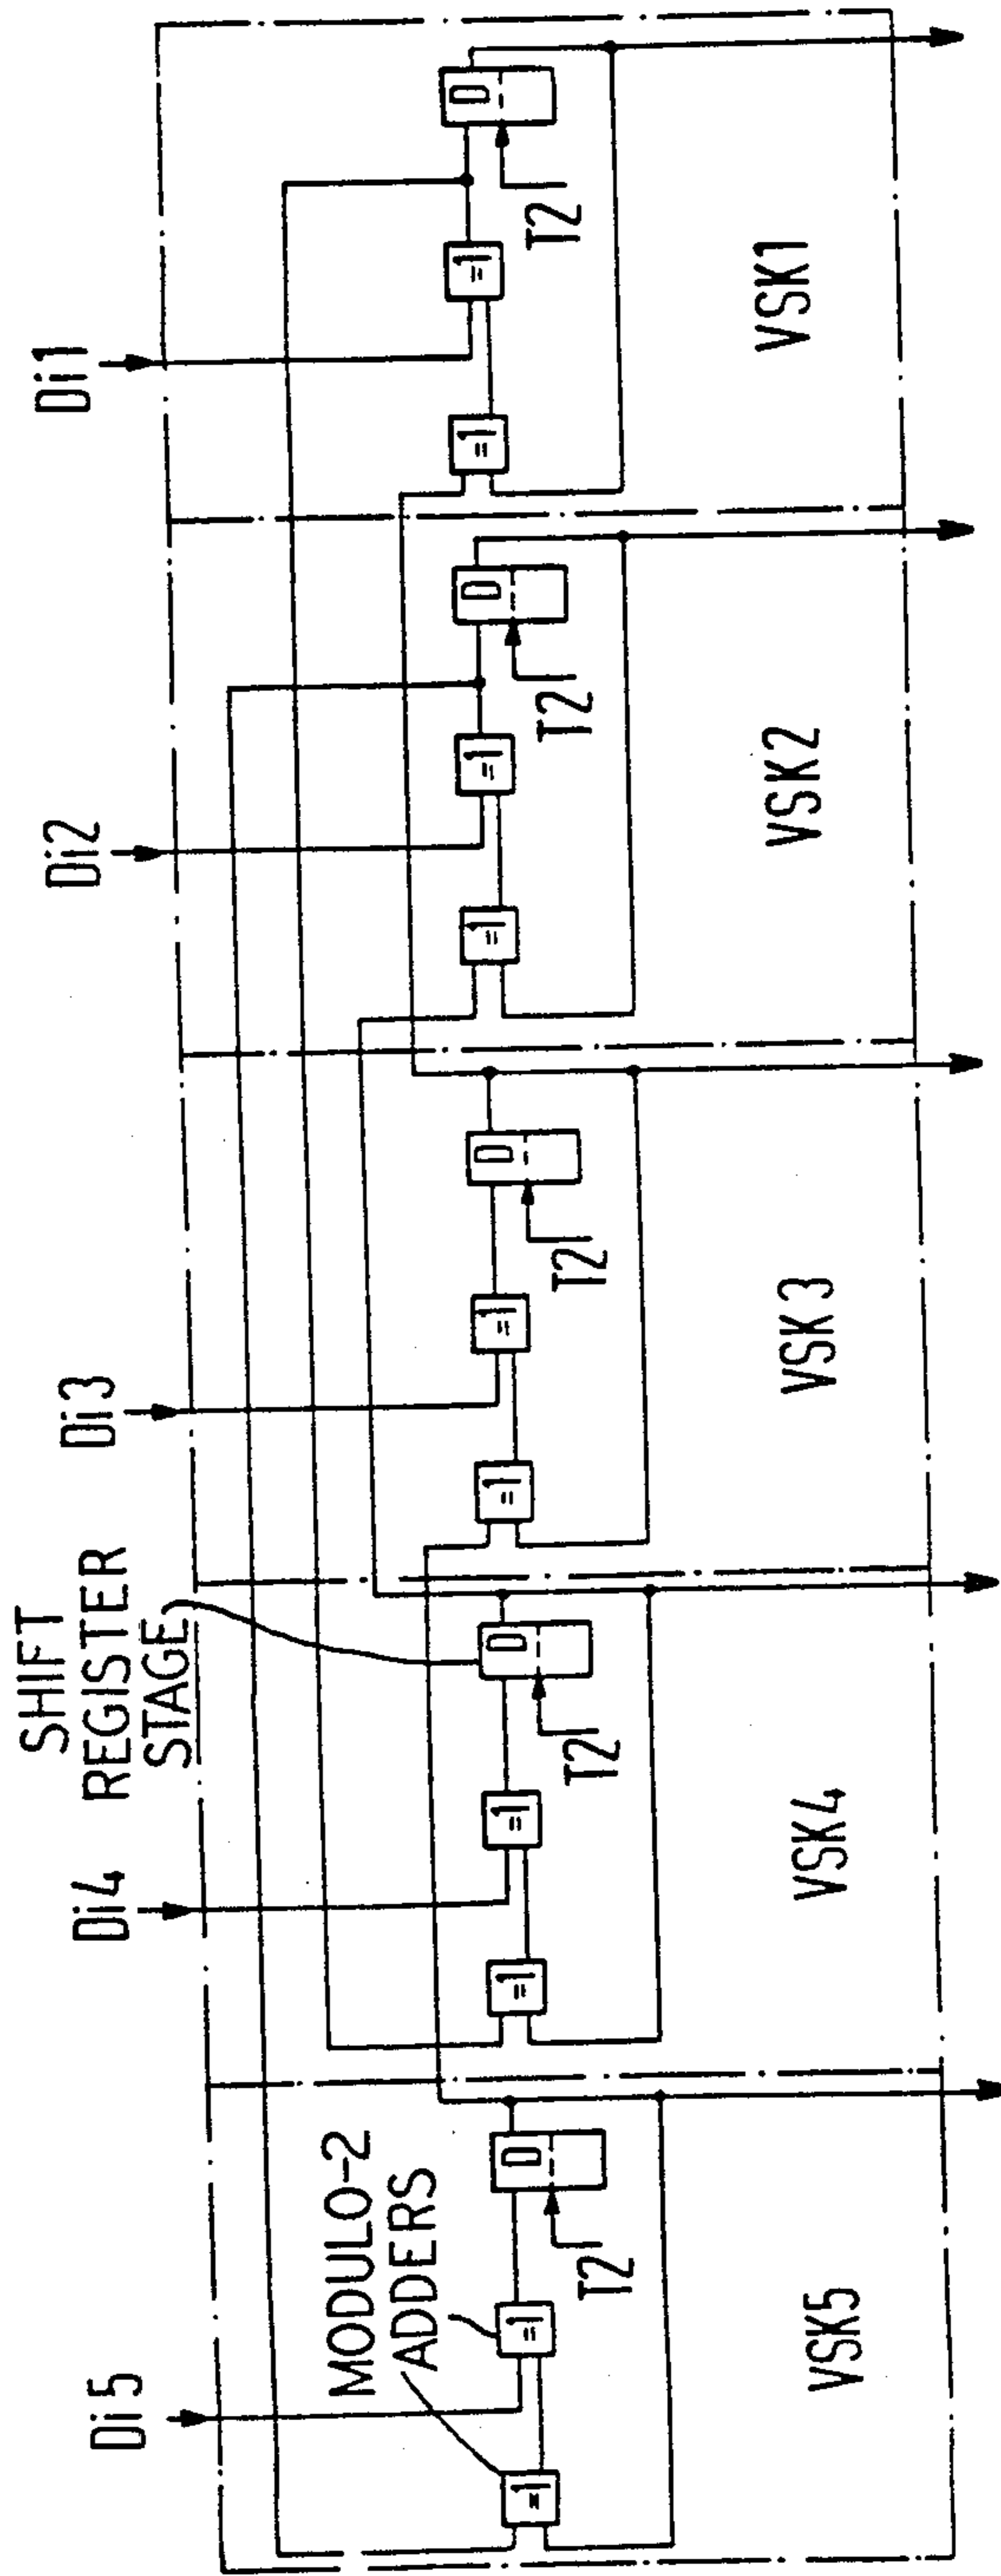 Di5
Di4
SHIFT
REGISTER
STAGE
Di3
Di2
Di1
MODULO-2
ADDERS
=1
=1
D
T2
=1
=1
D
T2
=1
=1
D
T2
=1
=1
D
T2
=1
=1
D
T2
VSK5
VSK4
VSK3
VSK2
VSK1